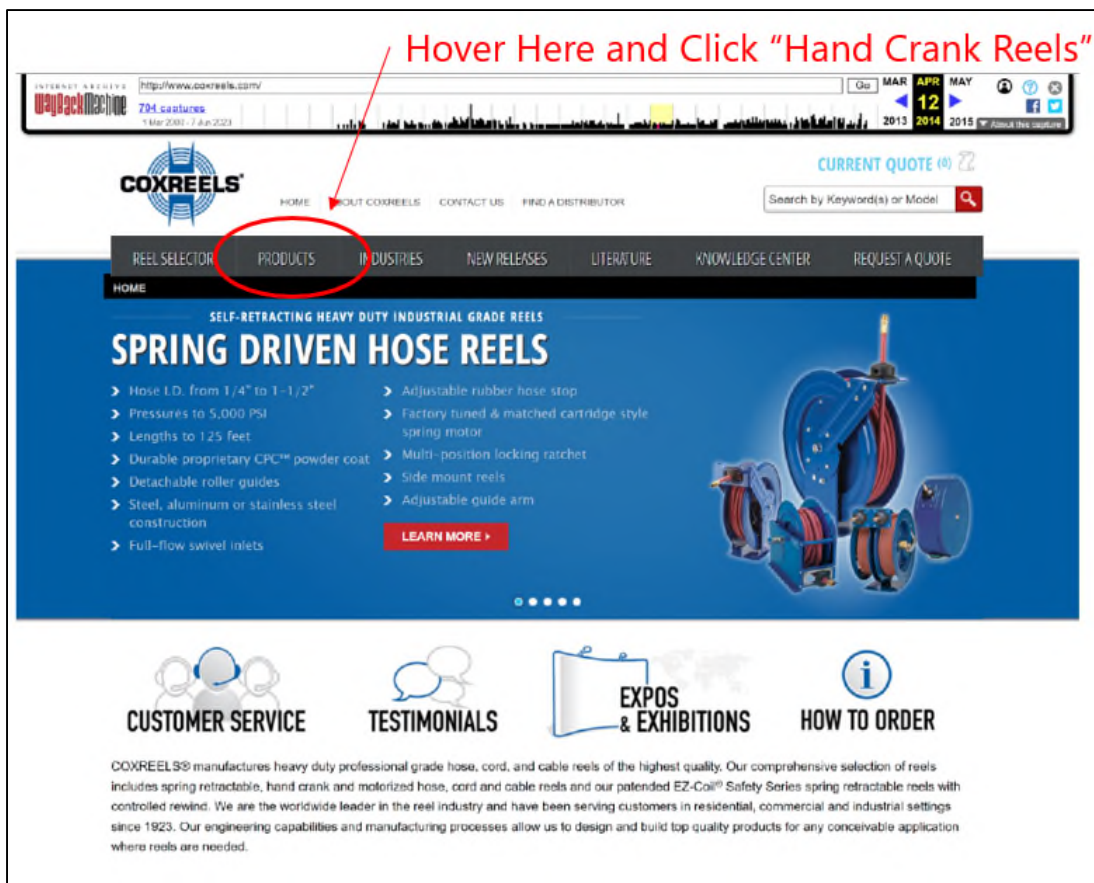 Hover Here and Click “Hand Crank Reels”
INTERNET ARCHIVE
WayBackMachine
http://www.coxreels.com/
Go
MAR APR MAY
704 captures
1 Mar 2000 - 7 Jun 2023
12
2013 2014 2015
About this capture
COXREELS®
CURRENT QUOTE (0)
HOME ABOUT COXREELS CONTACT US FIND A DISTRIBUTOR
Search by Keyword(s) or Model
REEL SELECTOR PRODUCTS INDUSTRIES NEW RELEASES LITERATURE KNOWLEDGE CENTER REQUEST A QUOTE
HOME
SELF-RETRACTING HEAVY DUTY INDUSTRIAL GRADE REELS
SPRING DRIVEN HOSE REELS
Hose I.D. from 1/4" to 1-1/2"
Pressures to 5,000 PSI
Lengths to 125 feet
Durable proprietary CPC™ powder coat
Detachable roller guides
Steel, aluminum or stainless steel
construction
Full-flow swivel inlets
Adjustable rubber hose stop
Factory tuned & matched cartridge style
spring motor
Multi-position locking ratchet
Side mount reels
Adjustable guide arm
LEARN MORE
CUSTOMER SERVICE
TESTIMONIALS
EXPOS
& EXHIBITIONS
HOW TO ORDER
COXREELS® manufactures heavy duty professional grade hose, cord, and cable reels of the highest quality. Our comprehensive selection of reels
includes spring retractable, hand crank and motorized hose, cord and cable reels and our patended EZ-Coil® Safety Series spring retractable reels with
controlled rewind. We are the worldwide leader in the reel industry and have been serving customers in residential, commercial and industrial settings
since 1923. Our engineering capabilities and manufacturing processes allow us to design and build top quality products for any conceivable application
where reels are needed.